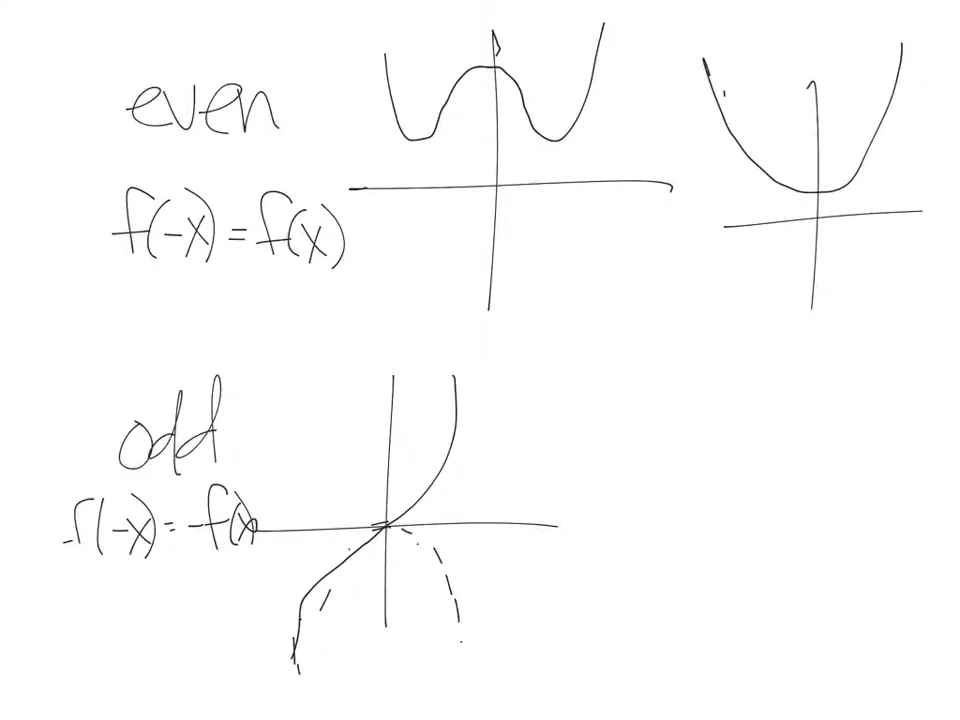 even
f(-x) = f(x)
odd
f(-x) = -f(x)